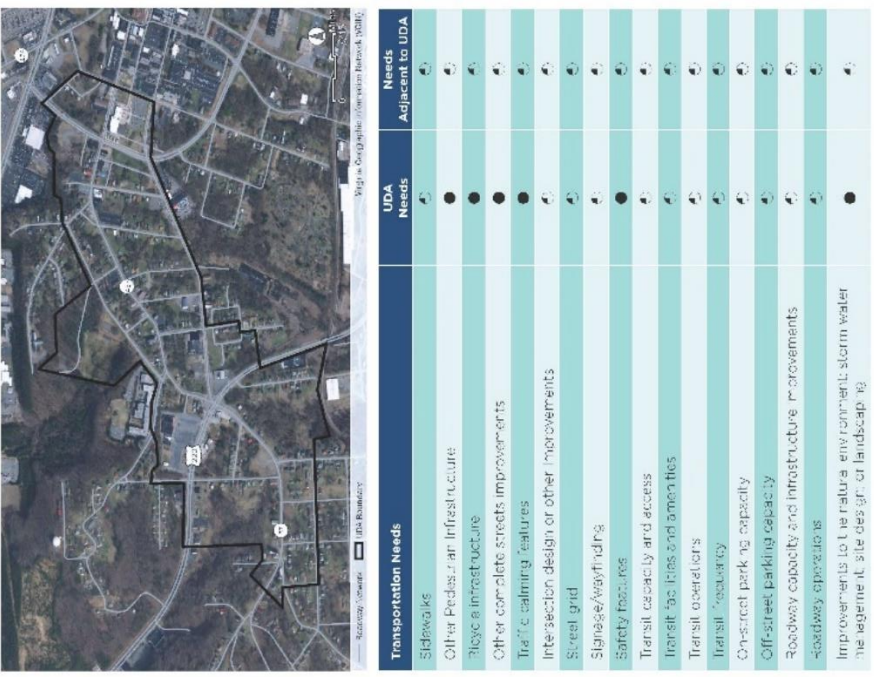 Virginia Geographic Information Network (VGIN)
Miles
220
Roadway Network
UDA Boundary
Transportation Needs
UDA Needs
Needs Adjacent to UDA
Sidewalks
Other Pedestrian Infrastructure
Bicycle infrastructure
Other complete streets improvements
Traffic calming features
Intersection design or other improvements
Street grid
Signage/wayfinding
Safety features
Transit capacity and access
Transit facilities and amenities
Transit operations
Transit frequency
On-street parking capacity
Off-street parking capacity
Roadway capacity and infrastructure improvements
Roadway operations
Improvements to the natural environment; storm water
management; site design; or landscaping